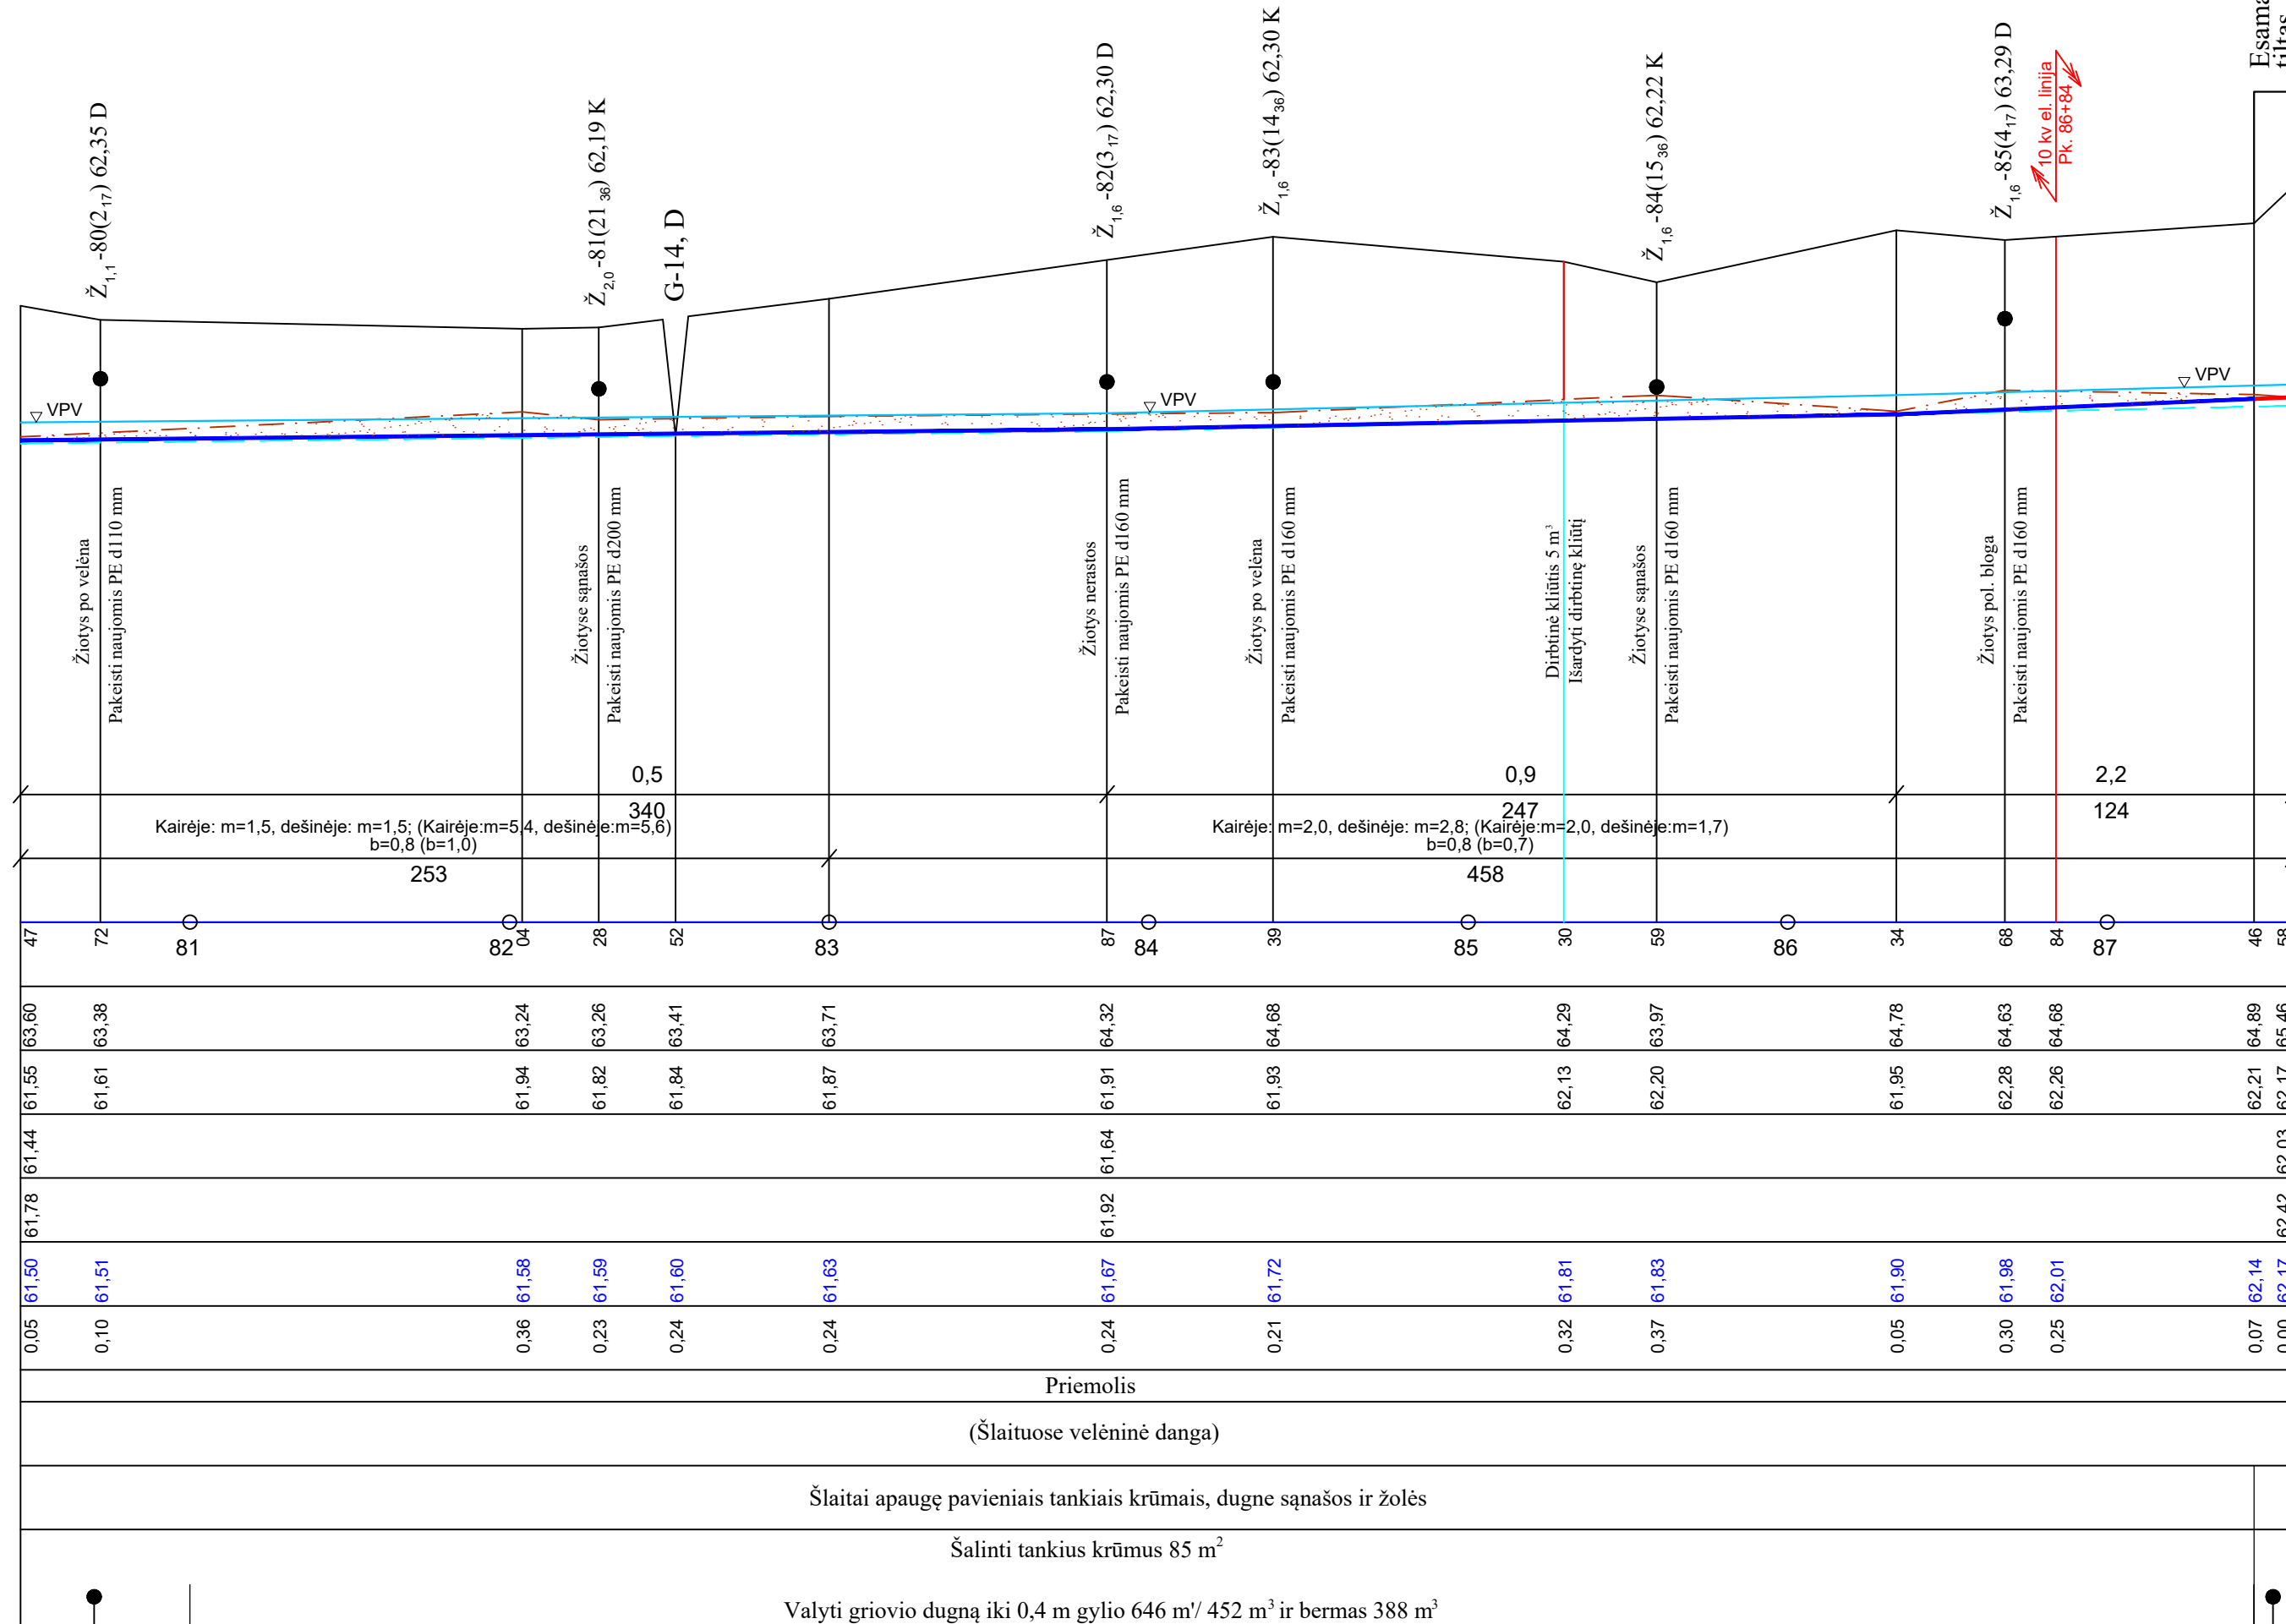 Ž1,1-80(217) 62,35 D
Ž2,0-81(2136) 62,19 K
G-14, D
Ž1,6-82(317) 62,30 D
Ž1,6-83(1436) 62,30 K
Ž1,6-84(1536) 62,22 K
Ž1,6-85(417) 63,29 D
10 kv el. linija
Pk. 86+84
tiltas
VPV
VPV
VPV
Žiotys po velėna
Pakeisti naujomis PE d110 mm
Žiotyse sąnašos
Pakeisti naujomis PE d200 mm
Žiotys nerastos
Pakeisti naujomis PE d160 mm
Žiotys po velėna
Pakeisti naujomis PE d160 mm
Dirbtinė kliūtis 5 m³
Išardyti dirbtinę kliūtį
Žiotyse sąnašos
Pakeisti naujomis PE d160 mm
Žiotys pol. bloga
Pakeisti naujomis PE d160 mm
0,5 0,9 2,2
340 247 124
Kairėje: m=1,5, dešinėje: m=1,5; (Kairėje:m=5,4, dešinėje:m=5,6)
b=0,8 (b=1,0)
Kairėje: m=2,0, dešinėje: m=2,8; (Kairėje:m=2,0, dešinėje:m=1,7)
b=0,8 (b=0,7)
253 458
47 72 04 28 52 87 39 30 59 34 68 84 46 58
81 82 83 84 85 86 87
63,60 63,38 63,24 63,26 63,41 63,71 64,32 64,68 64,29 63,97 64,78 64,63 64,68 64,89 65,46
61,55 61,61 61,94 61,82 61,84 61,87 61,91 61,93 62,13 62,20 61,95 62,28 62,26 62,21 62,17
61,44 61,64 62,03
61,78 61,92 62,42
61,50 61,51 61,58 61,59 61,60 61,63 61,67 61,72 61,81 61,83 61,90 61,98 62,01 62,14 62,17
0,05 0,10 0,36 0,23 0,24 0,24 0,24 0,21 0,32 0,37 0,05 0,30 0,25 0,07 0,00
Priemolis
(Šlaituose velėninė danga)
Šlaitai apaugę pavieniais tankiais krūmais, dugne sąnašos ir žolės
Šalinti tankius krūmus 85 m²
Valyti griovio dugną iki 0,4 m gylio 646 m'/ 452 m³ ir bermas 388 m³